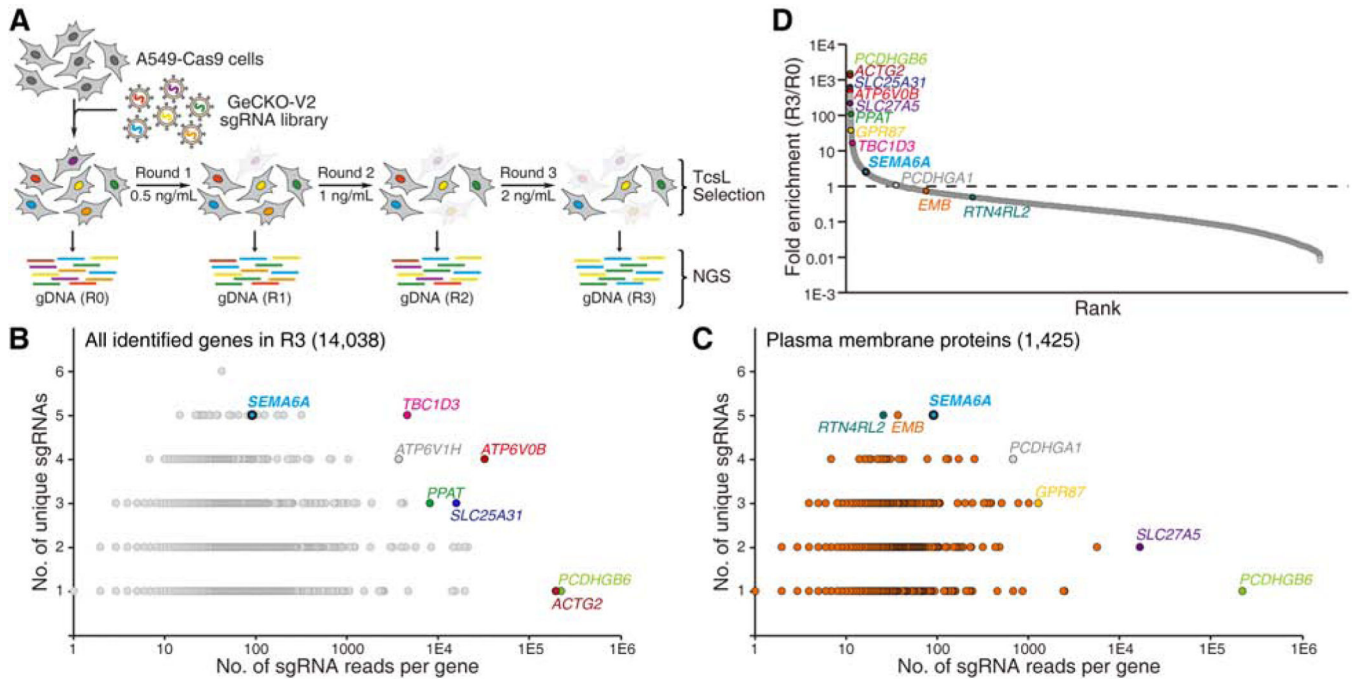 A
A549-Cas9 cells
GeCKO-V2
sgRNA library
Round 1
0.5 ng/mL
Round 2
1 ng/mL
Round 3
2 ng/mL
TcsL
Selection
gDNA (R0)
gDNA (R1)
gDNA (R2)
gDNA (R3)
NGS
D
Fold enrichment (R3/R0)
1E4
1E3
100
10
1
0.1
0.01
1E-3
PCDHGB6
ACTG2
SLC25A31
ATP6V0B
SLC27A5
PPAT
GPR87
TBC1D3
SEMA6A
PCDHGA1
EMB
RTN4RL2
Rank
B
All identified genes in R3 (14,038)
No. of unique sgRNAs
6
5
4
3
2
1
SEMA6A
TBC1D3
ATP6V1H
ATP6V0B
PPAT
SLC25A31
PCDHGB6
ACTG2
1
10
100
1000
1E4
1E5
1E6
No. of sgRNA reads per gene
C
Plasma membrane proteins (1,425)
No. of unique sgRNAs
6
5
4
3
2
1
SEMA6A
RTN4RL2
EMB
PCDHGA1
GPR87
SLC27A5
PCDHGB6
1
10
100
1000
1E4
1E5
1E6
No. of sgRNA reads per gene